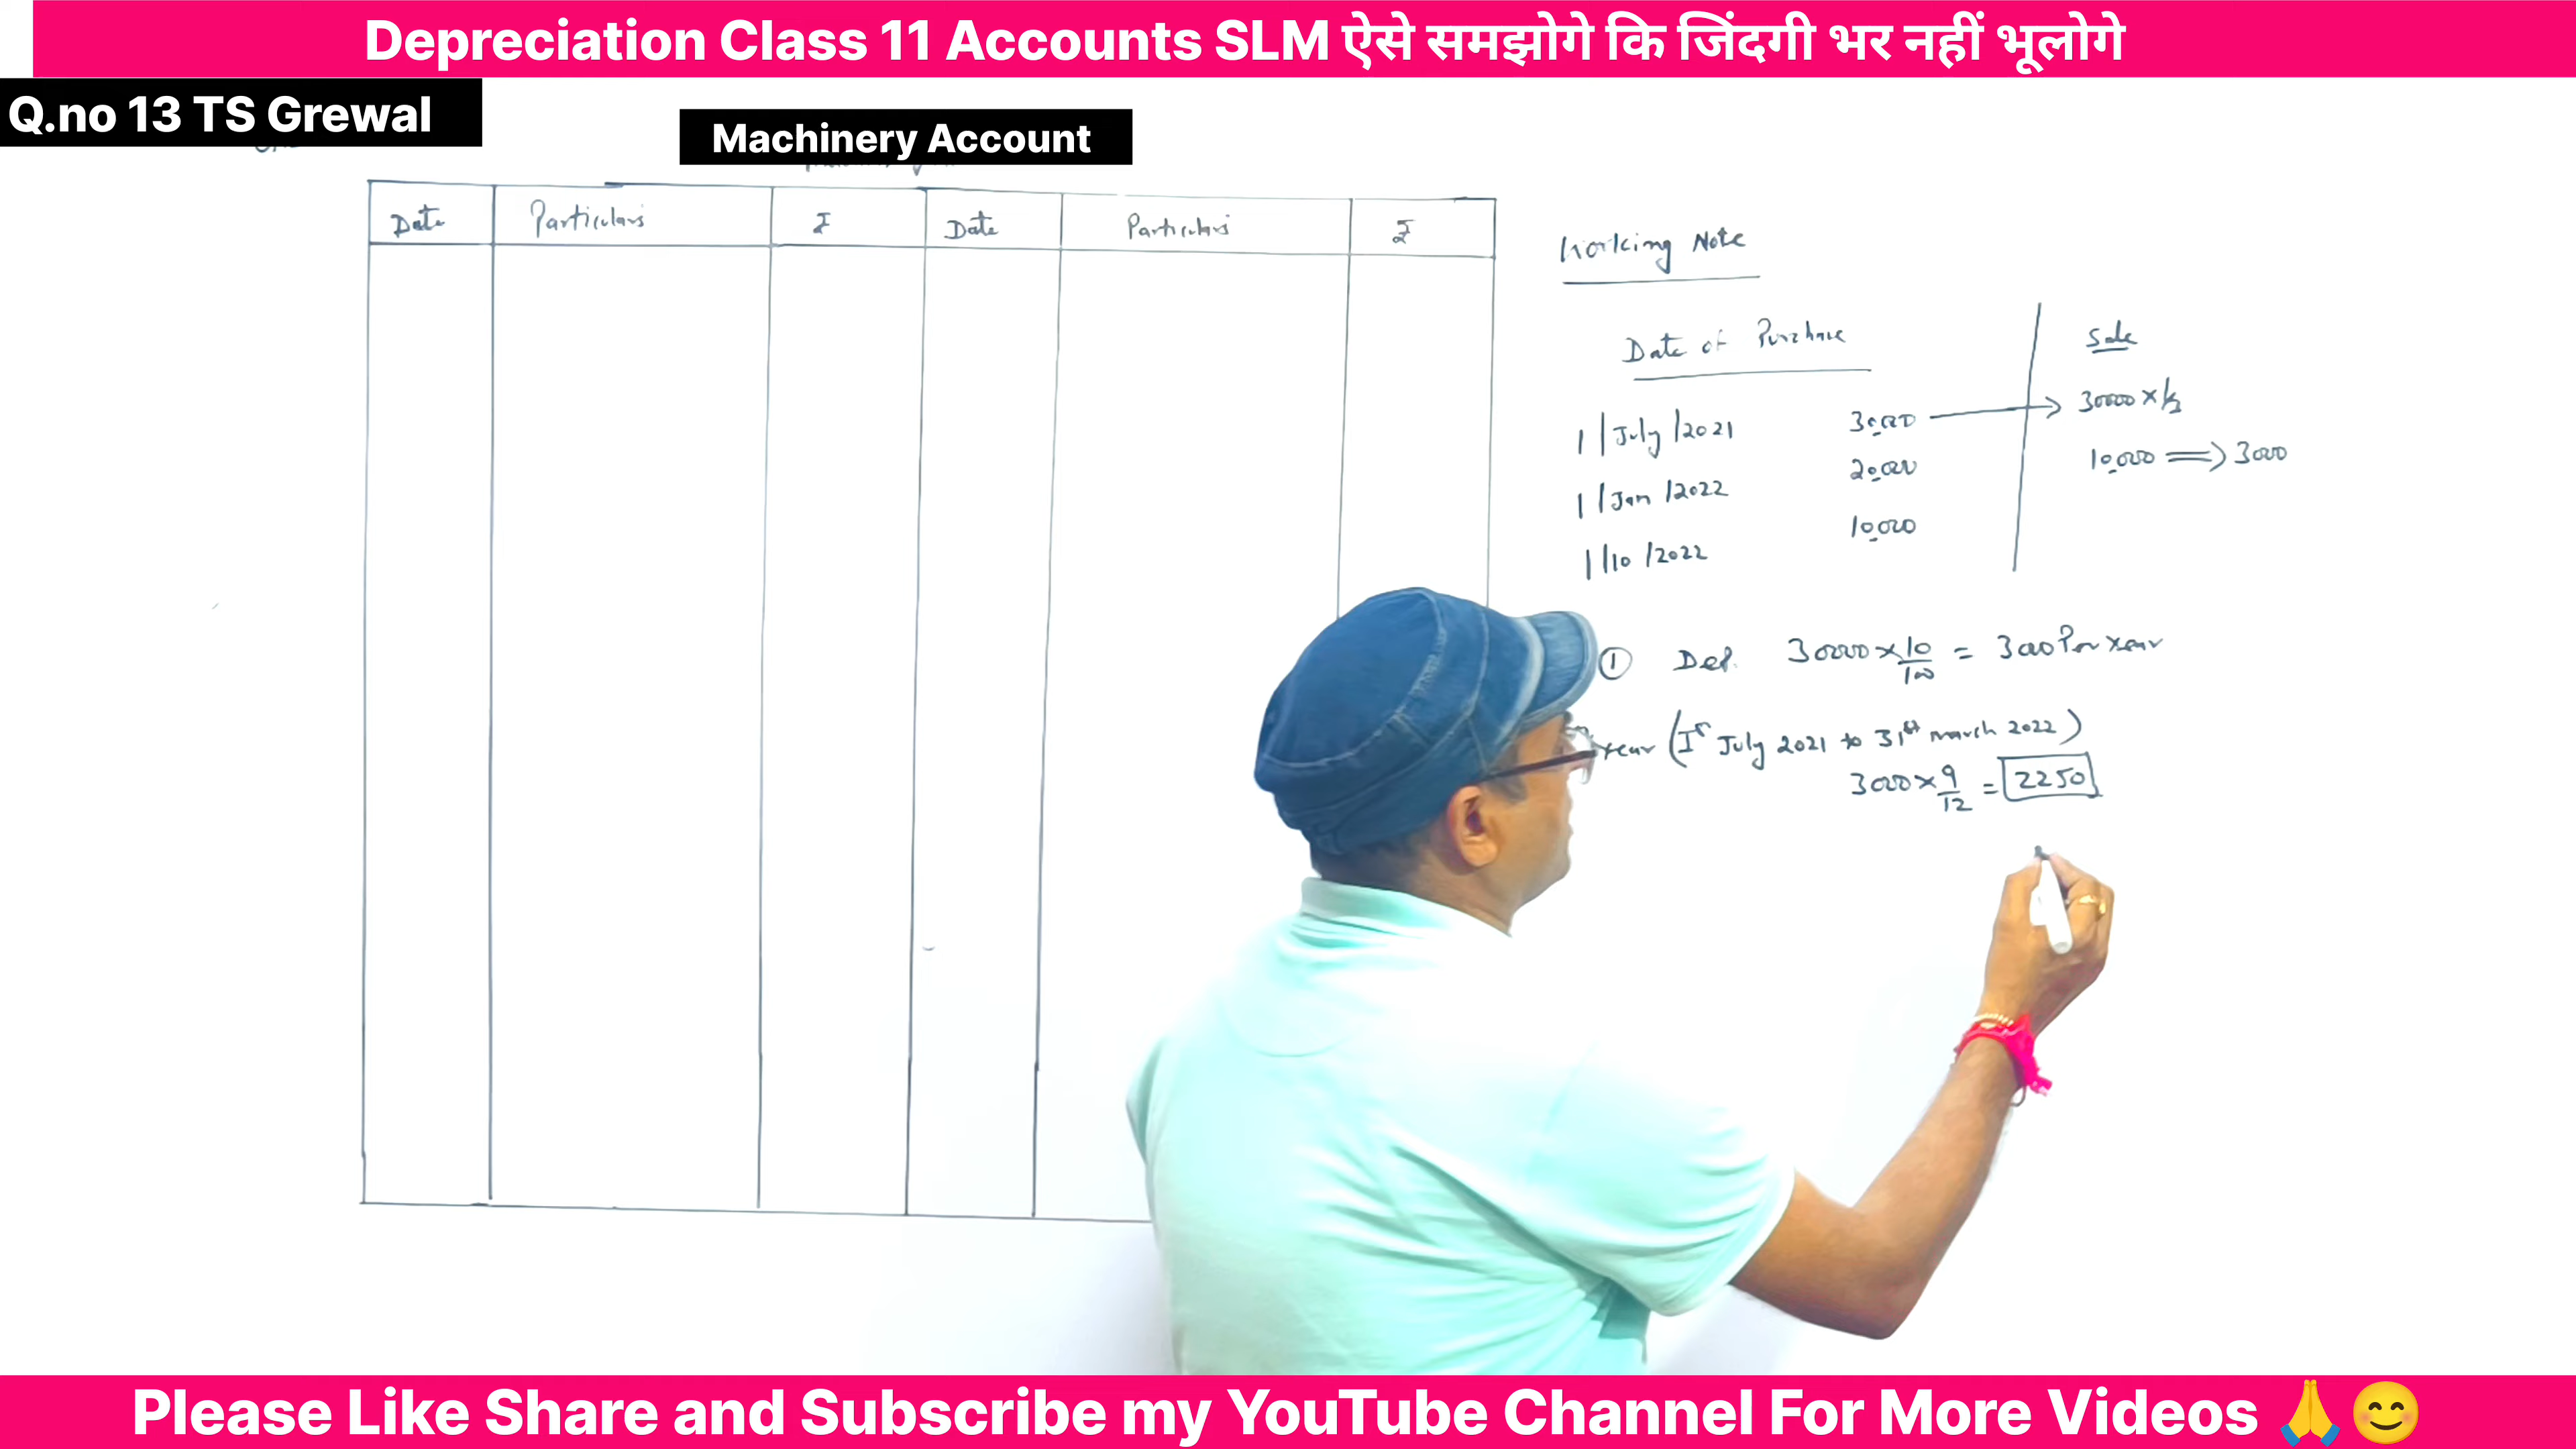 Depreciation Class 11 Accounts SLM ऐसे समझोगे कि जिंदगी भर नहीं भूलोगे
Q.no 13 TS Grewal
Machinery Account
Date Particulars ₹ Date Particulars ₹
Working Note
Date of Purchase
Sale
1/July/2021 30,000 → 30000 × 1/3
1/Jan/2022 20,000
10,000 ⇒ 3000
1/10/2022 10,000
① Dep. 30000 × 10/100 = 3000 Per Year
year (Ist July 2021 to 31st march 2022)
3000 × 9/12 = 2250
Please Like Share and Subscribe my YouTube Channel For More Videos 🙏😊